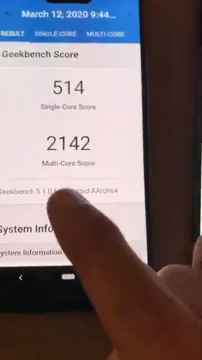 March 12, 2020 9:44...
RESULT SINGLE-CORE MULTI-CORE
Geekbench Score
514
Single-Core Score
2142
Multi-Core Score
Geekbench 5.1.0 AArch64
System Info
System Information